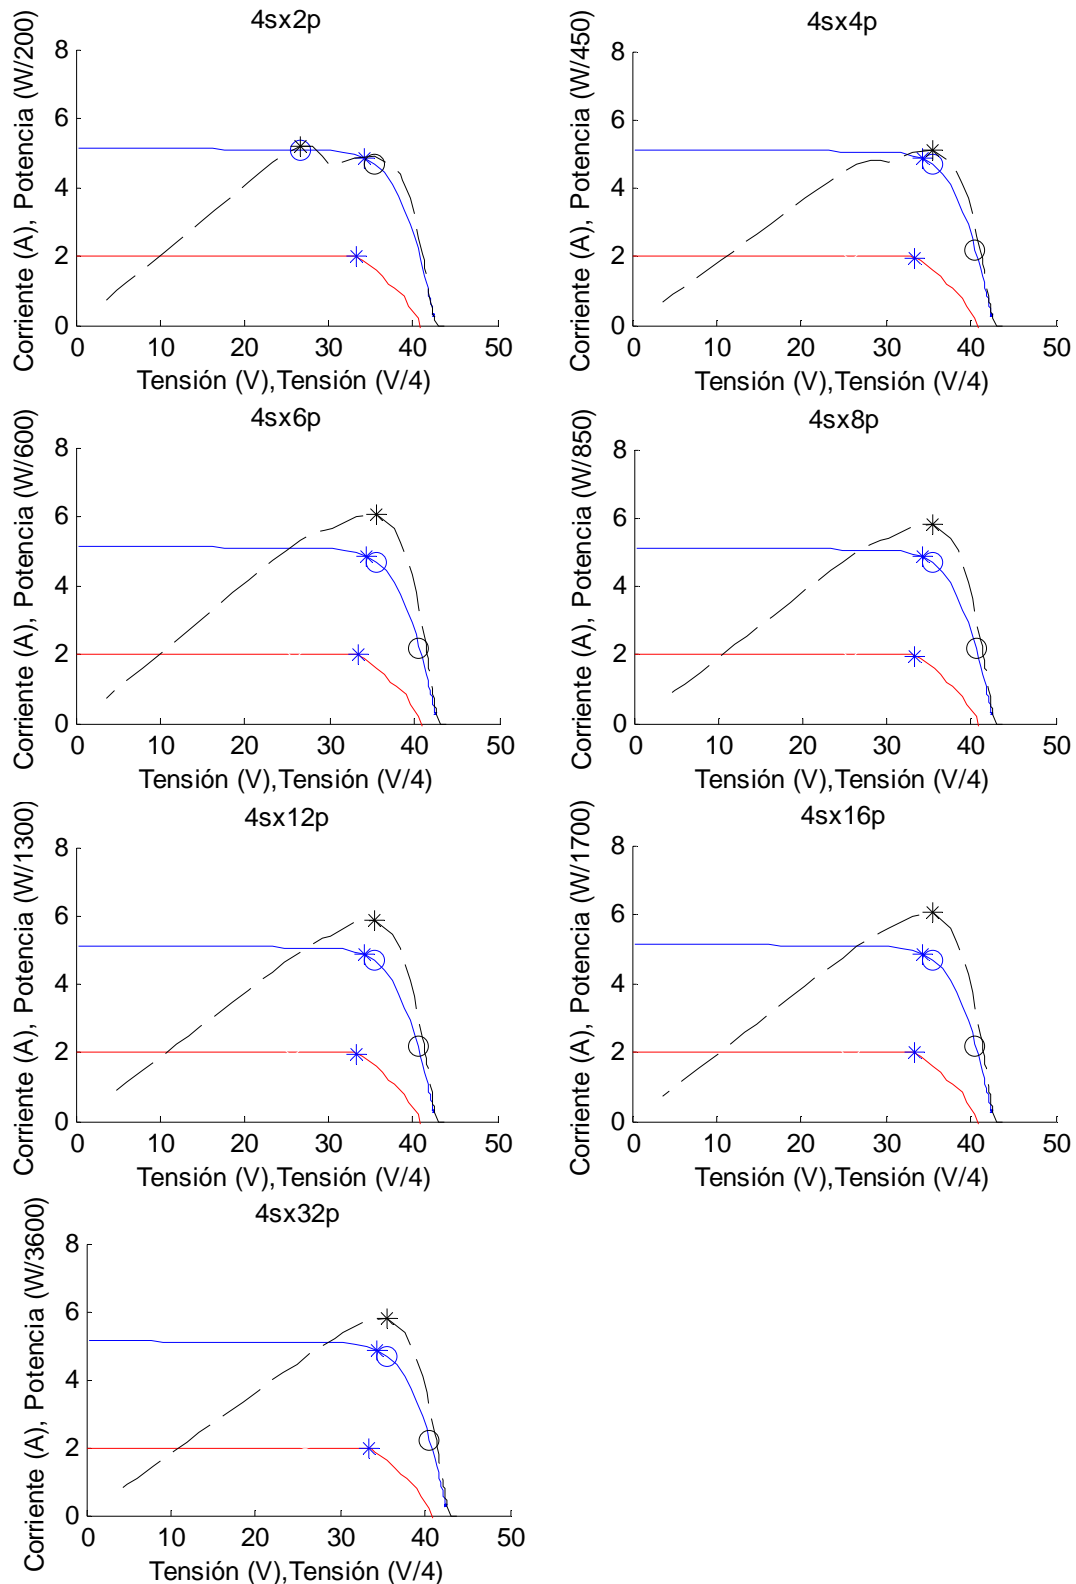 4sx2p
Corriente (A), Potencia (W/200)
8
6
4
2
0
0 10 20 30 40 50
Tensión (V),Tensión (V/4)
4sx4p
Corriente (A), Potencia (W/450)
8
6
4
2
0
0 10 20 30 40 50
Tensión (V),Tensión (V/4)
4sx6p
Corriente (A), Potencia (W/600)
8
6
4
2
0
0 10 20 30 40 50
Tensión (V),Tensión (V/4)
4sx8p
Corriente (A), Potencia (W/850)
8
6
4
2
0
0 10 20 30 40 50
Tensión (V),Tensión (V/4)
4sx12p
Corriente (A), Potencia (W/1300)
8
6
4
2
0
0 10 20 30 40 50
Tensión (V),Tensión (V/4)
4sx16p
Corriente (A), Potencia (W/1700)
8
6
4
2
0
0 10 20 30 40 50
Tensión (V),Tensión (V/4)
4sx32p
Corriente (A), Potencia (W/3600)
8
6
4
2
0
0 10 20 30 40 50
Tensión (V),Tensión (V/4)